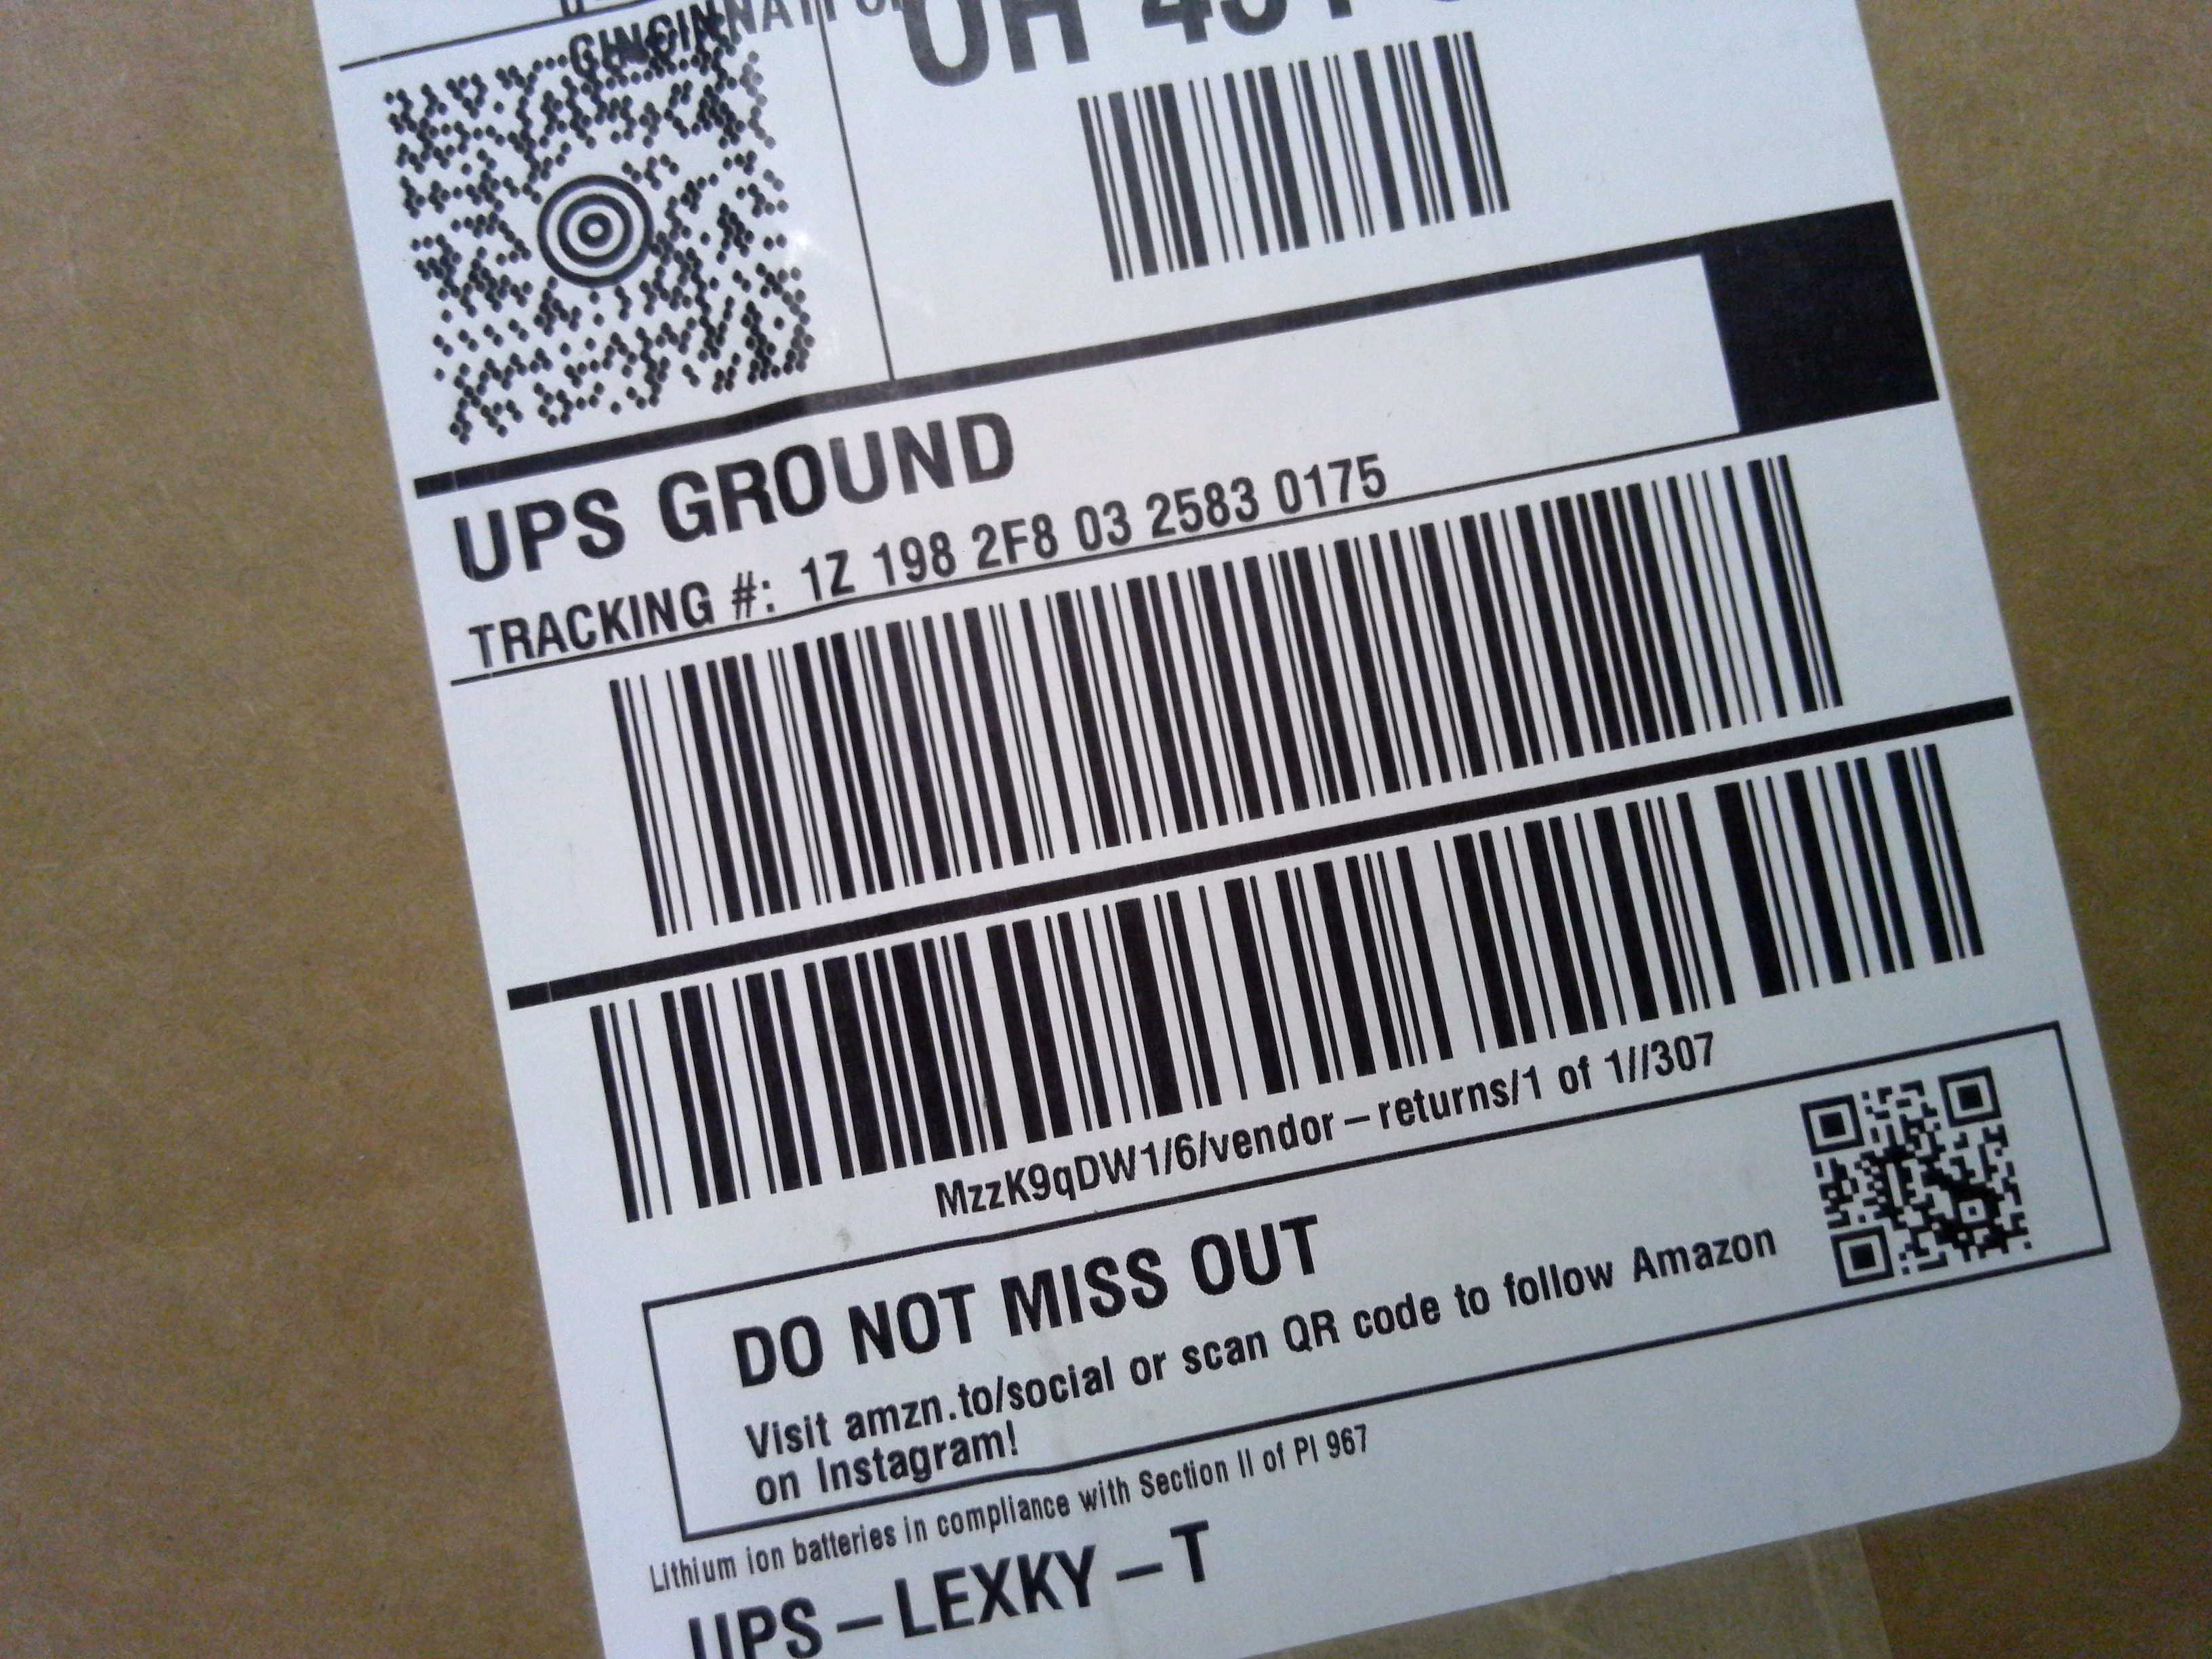 CINCINNATI
OH
UPS GROUND
TRACKING #: 1Z 198 2F8 03 2583 0175
MzzK9qDW1/6/vendor-returns/1 of 1//307
DO NOT MISS OUT
Visit amzn.to/social or scan QR code to follow Amazon
on Instagram!
Lithium ion batteries in compliance with Section II of PI 967
UPS-LEXKY-T